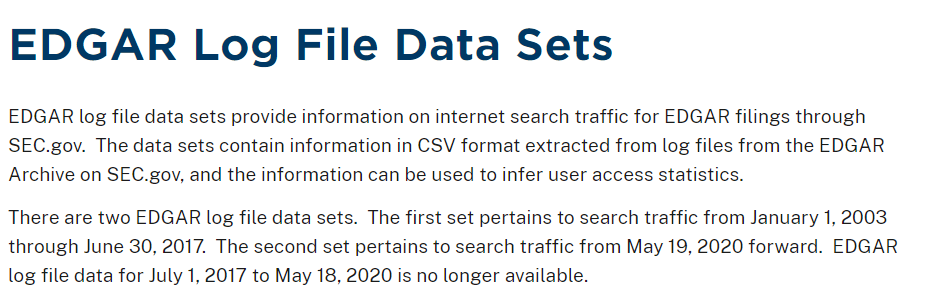 EDGAR Log File Data Sets
EDGAR log file data sets provide information on internet search traffic for EDGAR filings through
SEC.gov.  The data sets contain information in CSV format extracted from log files from the EDGAR
Archive on SEC.gov, and the information can be used to infer user access statistics.
There are two EDGAR log file data sets.  The first set pertains to search traffic from January 1, 2003
through June 30, 2017.  The second set pertains to search traffic from May 19, 2020 forward.  EDGAR
log file data for July 1, 2017 to May 18, 2020 is no longer available.